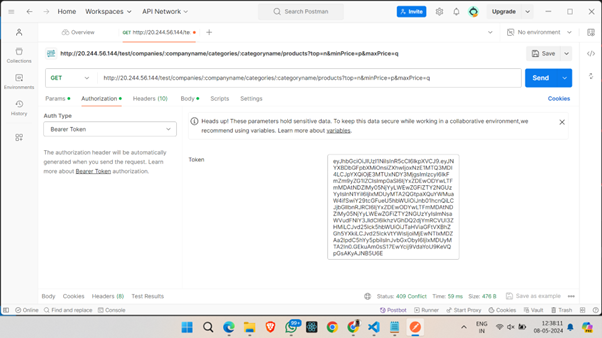 Home Workspaces API Network Search Postman Invite Upgrade
Overview GET http://20.244.56.144/tes No environment
http://20.244.56.144/test/companies/:companyname/categories/:categoryname/products?top=n&minPrice=p&maxPrice=q Save
GET http://20.244.56.144/test/companies/:companyname/categories/:categoryname/products?top=n&minPrice=p&maxPrice=q Send
Params Authorization Headers (10) Body Scripts Settings Cookies
Collections
Environments
History
Auth Type
Bearer Token
The authorization header will be automatically
generated when you send the request. Learn
more about Bearer Token authorization.
Heads up! These parameters hold sensitive data. To keep this data secure while working in a collaborative environment, we
recommend using variables. Learn more about variables.
Token
Body Cookies Headers (8) Test Results Status: 409 Conflict Time: 59 ms Size: 476 B Save as example
Online Find and replace Console Postbot Runner Start Proxy Cookies Vault Trash
99+
ENG
IN
12:38:11
08-05-2024